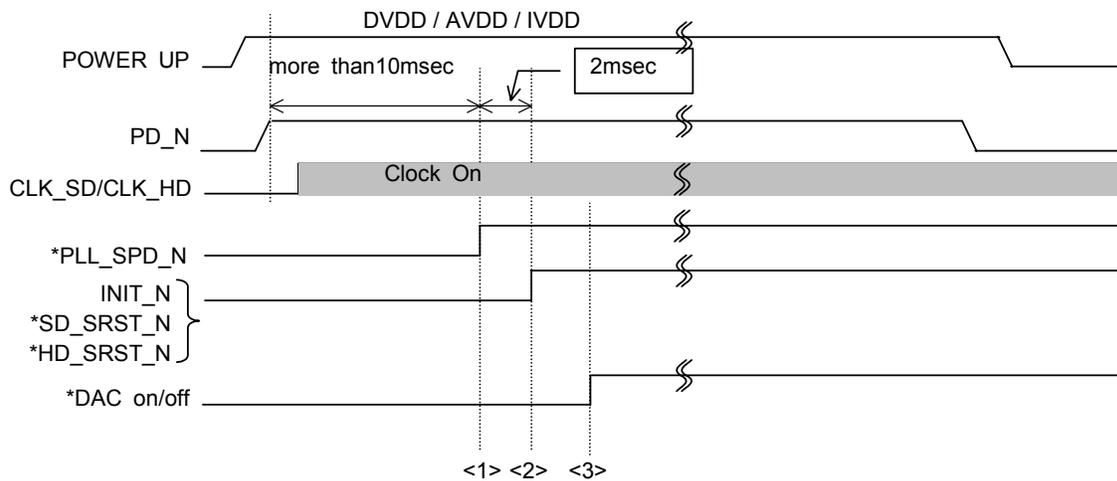 DVDD / AVDD / IVDD
POWER UP
more than10msec
2msec
PD_N
Clock On
CLK_SD/CLK_HD
*PLL_SPD_N
INIT_N
*SD_SRST_N
*HD_SRST_N
*DAC on/off
<1> <2> <3>